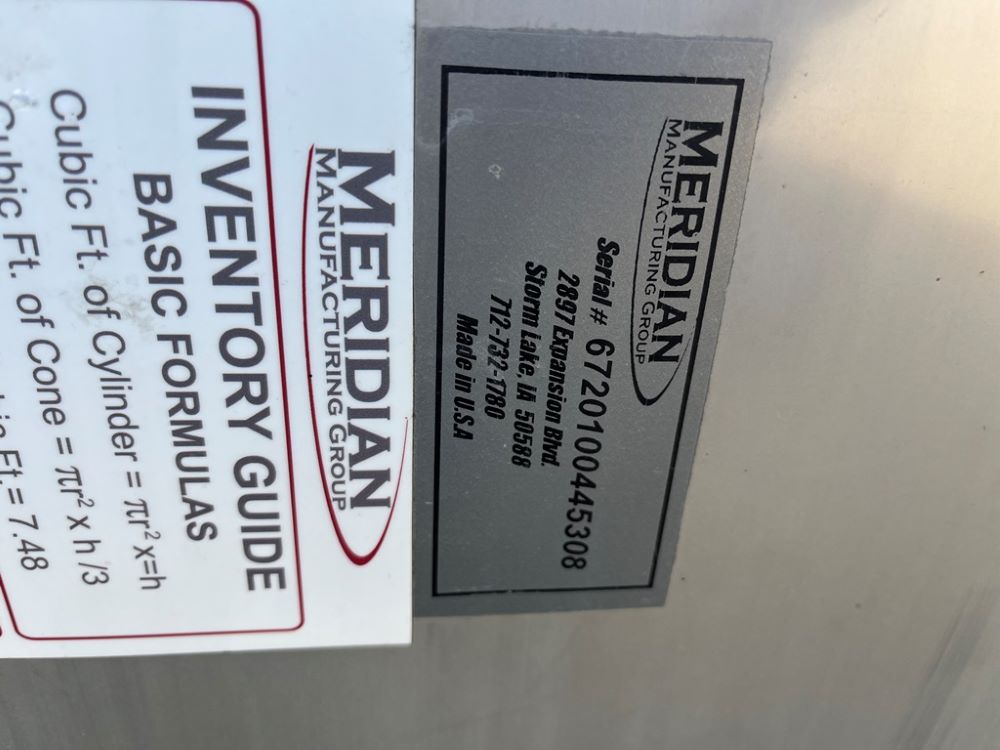 MERIDIAN
MANUFACTURING GROUP
Serial # 6720100445308
2897 Expansion Blvd.
Storm Lake, IA 50588
712-732-1780
Made in U.S.A
MERIDIAN
MANUFACTURING GROUP
INVENTORY GUIDE
BASIC FORMULAS
Cubic Ft. of Cylinder = πr² x=h
Cubic Ft. of Cone = πr² x h /3
Ft. = 7.48